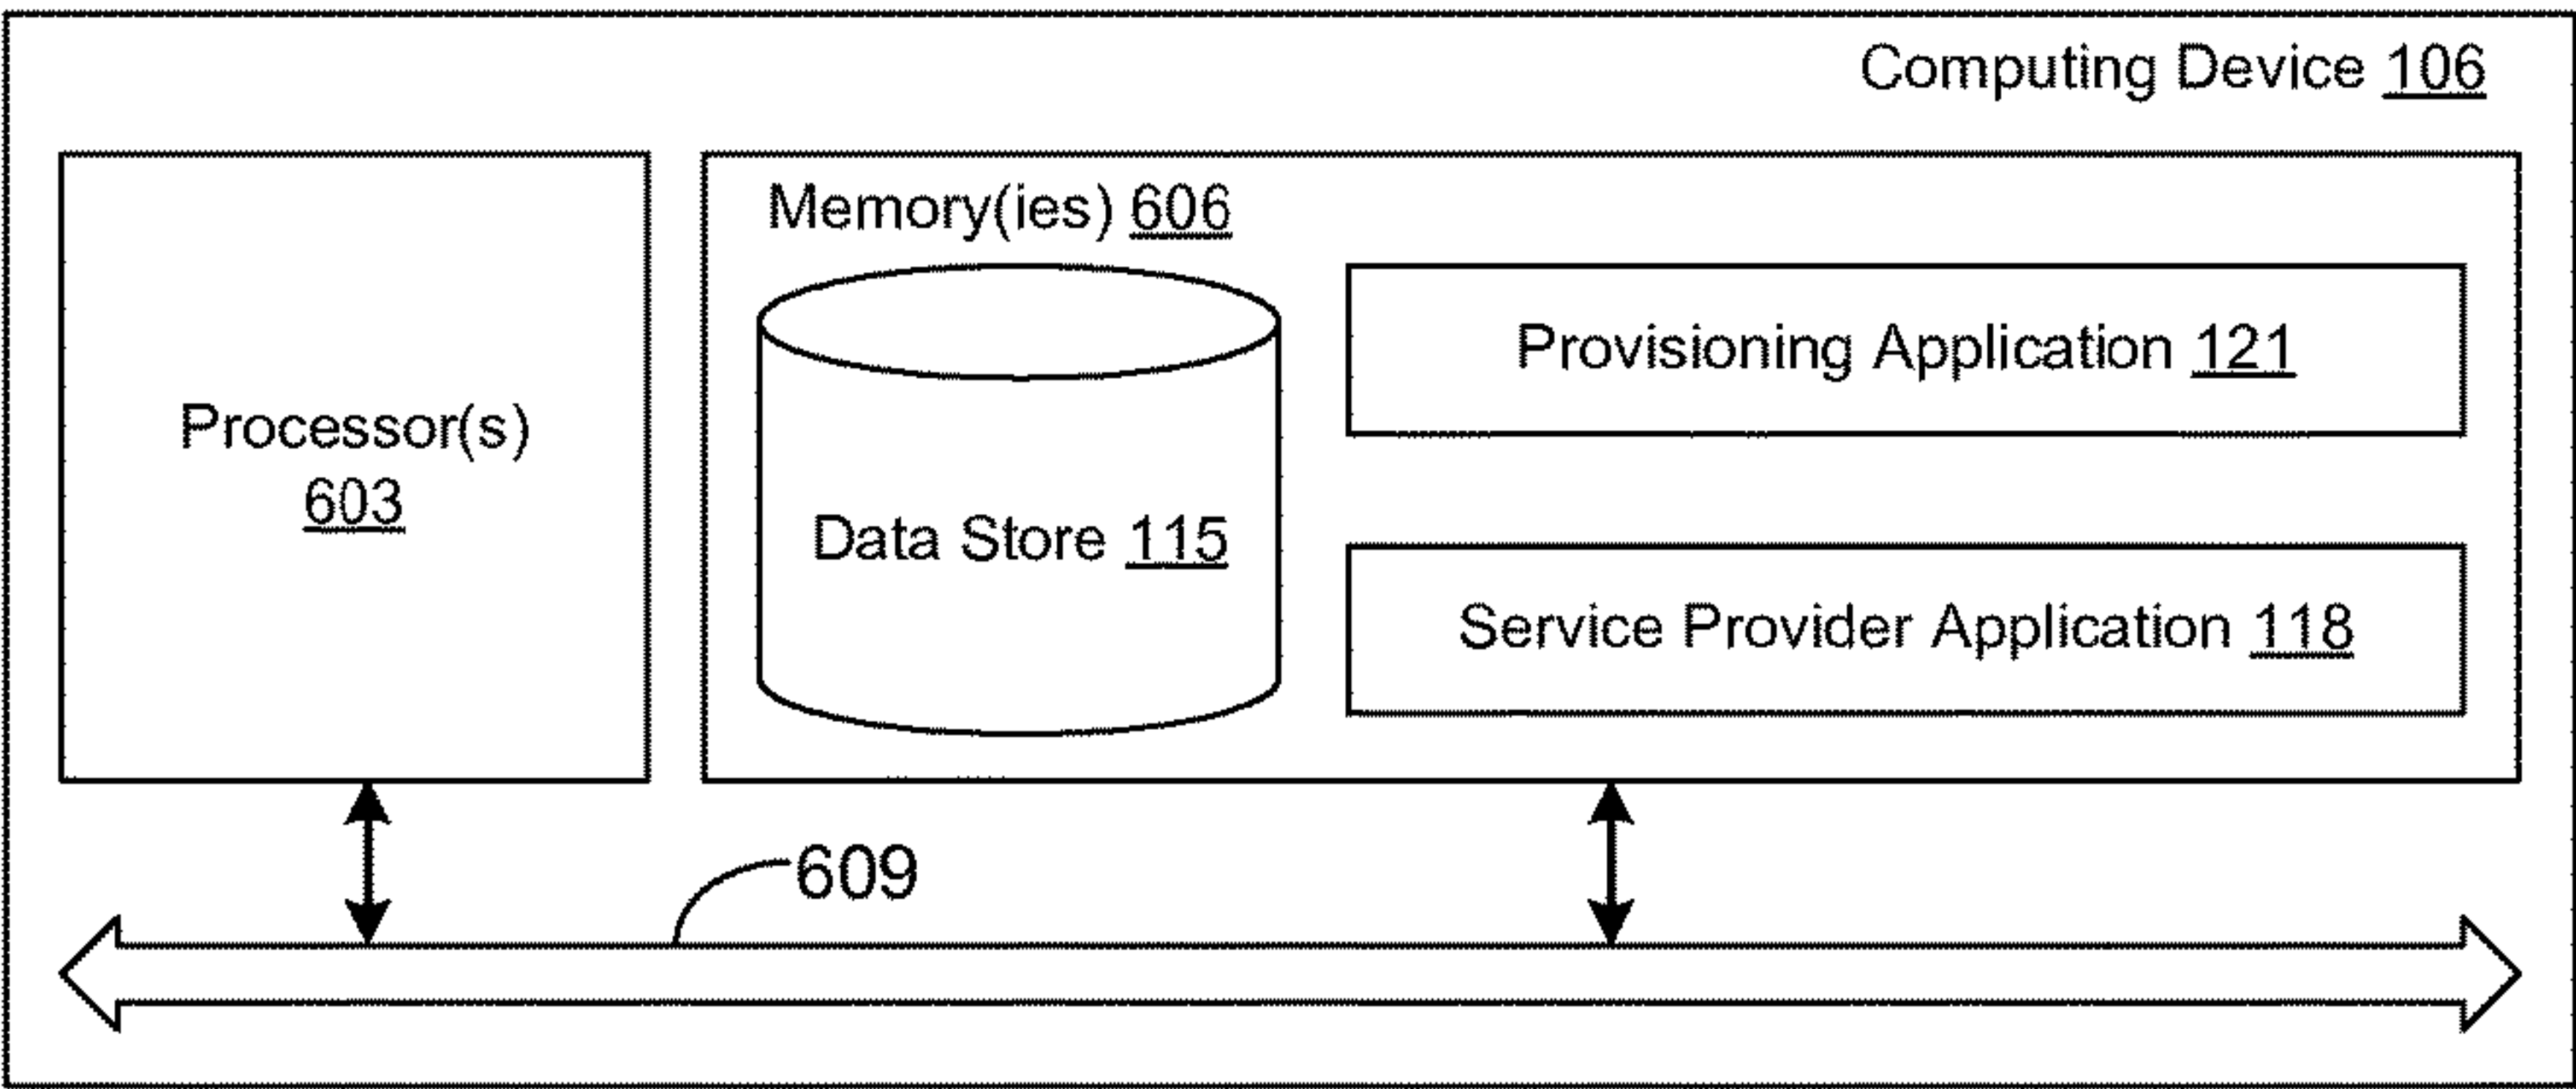 Computing Device 106
Memory(ies) 606
Provisioning Application 121
Processor(s)
603
Data Store 115
Service Provider Application 118
609